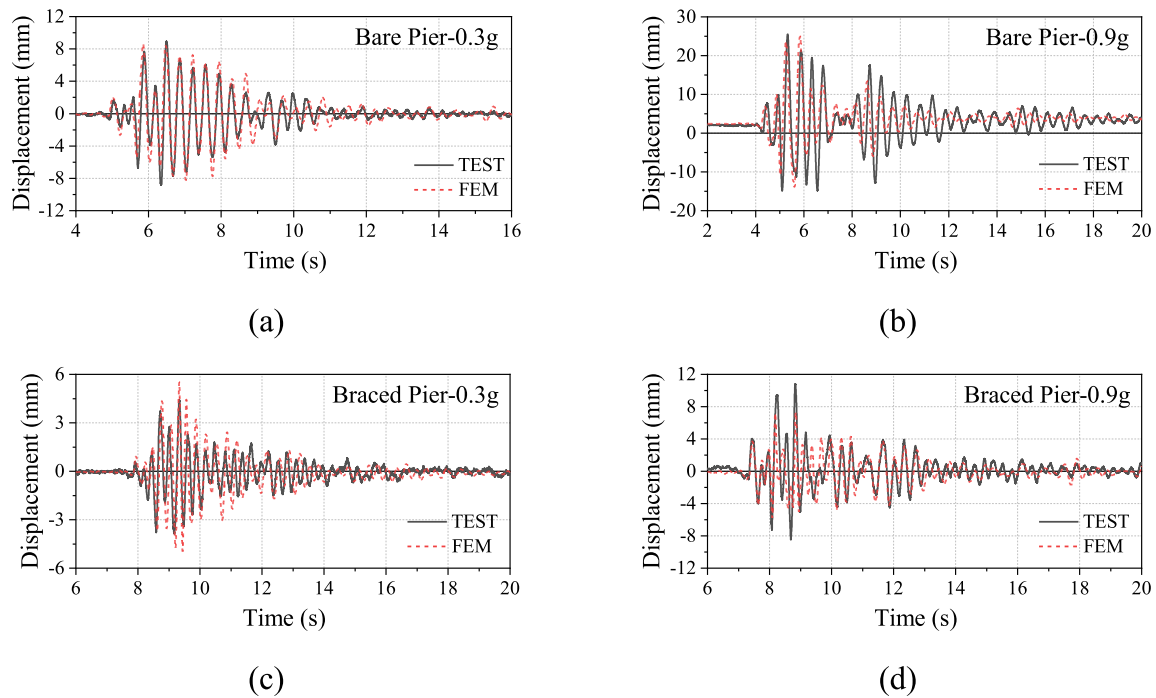 Bare Pier-0.3g
Displacement (mm)
12
8
4
0
-4
-8
-12
TEST
FEM
4 6 8 10 12 14 16
Time (s)
(a)
Bare Pier-0.9g
Displacement (mm)
30
20
10
0
-10
-20
TEST
FEM
2 4 6 8 10 12 14 16 18 20
Time (s)
(b)
Braced Pier-0.3g
Displacement (mm)
6
3
0
-3
-6
TEST
FEM
6 8 10 12 14 16 18 20
Time (s)
(c)
Braced Pier-0.9g
Displacement (mm)
12
8
4
0
-4
-8
-12
TEST
FEM
6 8 10 12 14 16 18 20
Time (s)
(d)